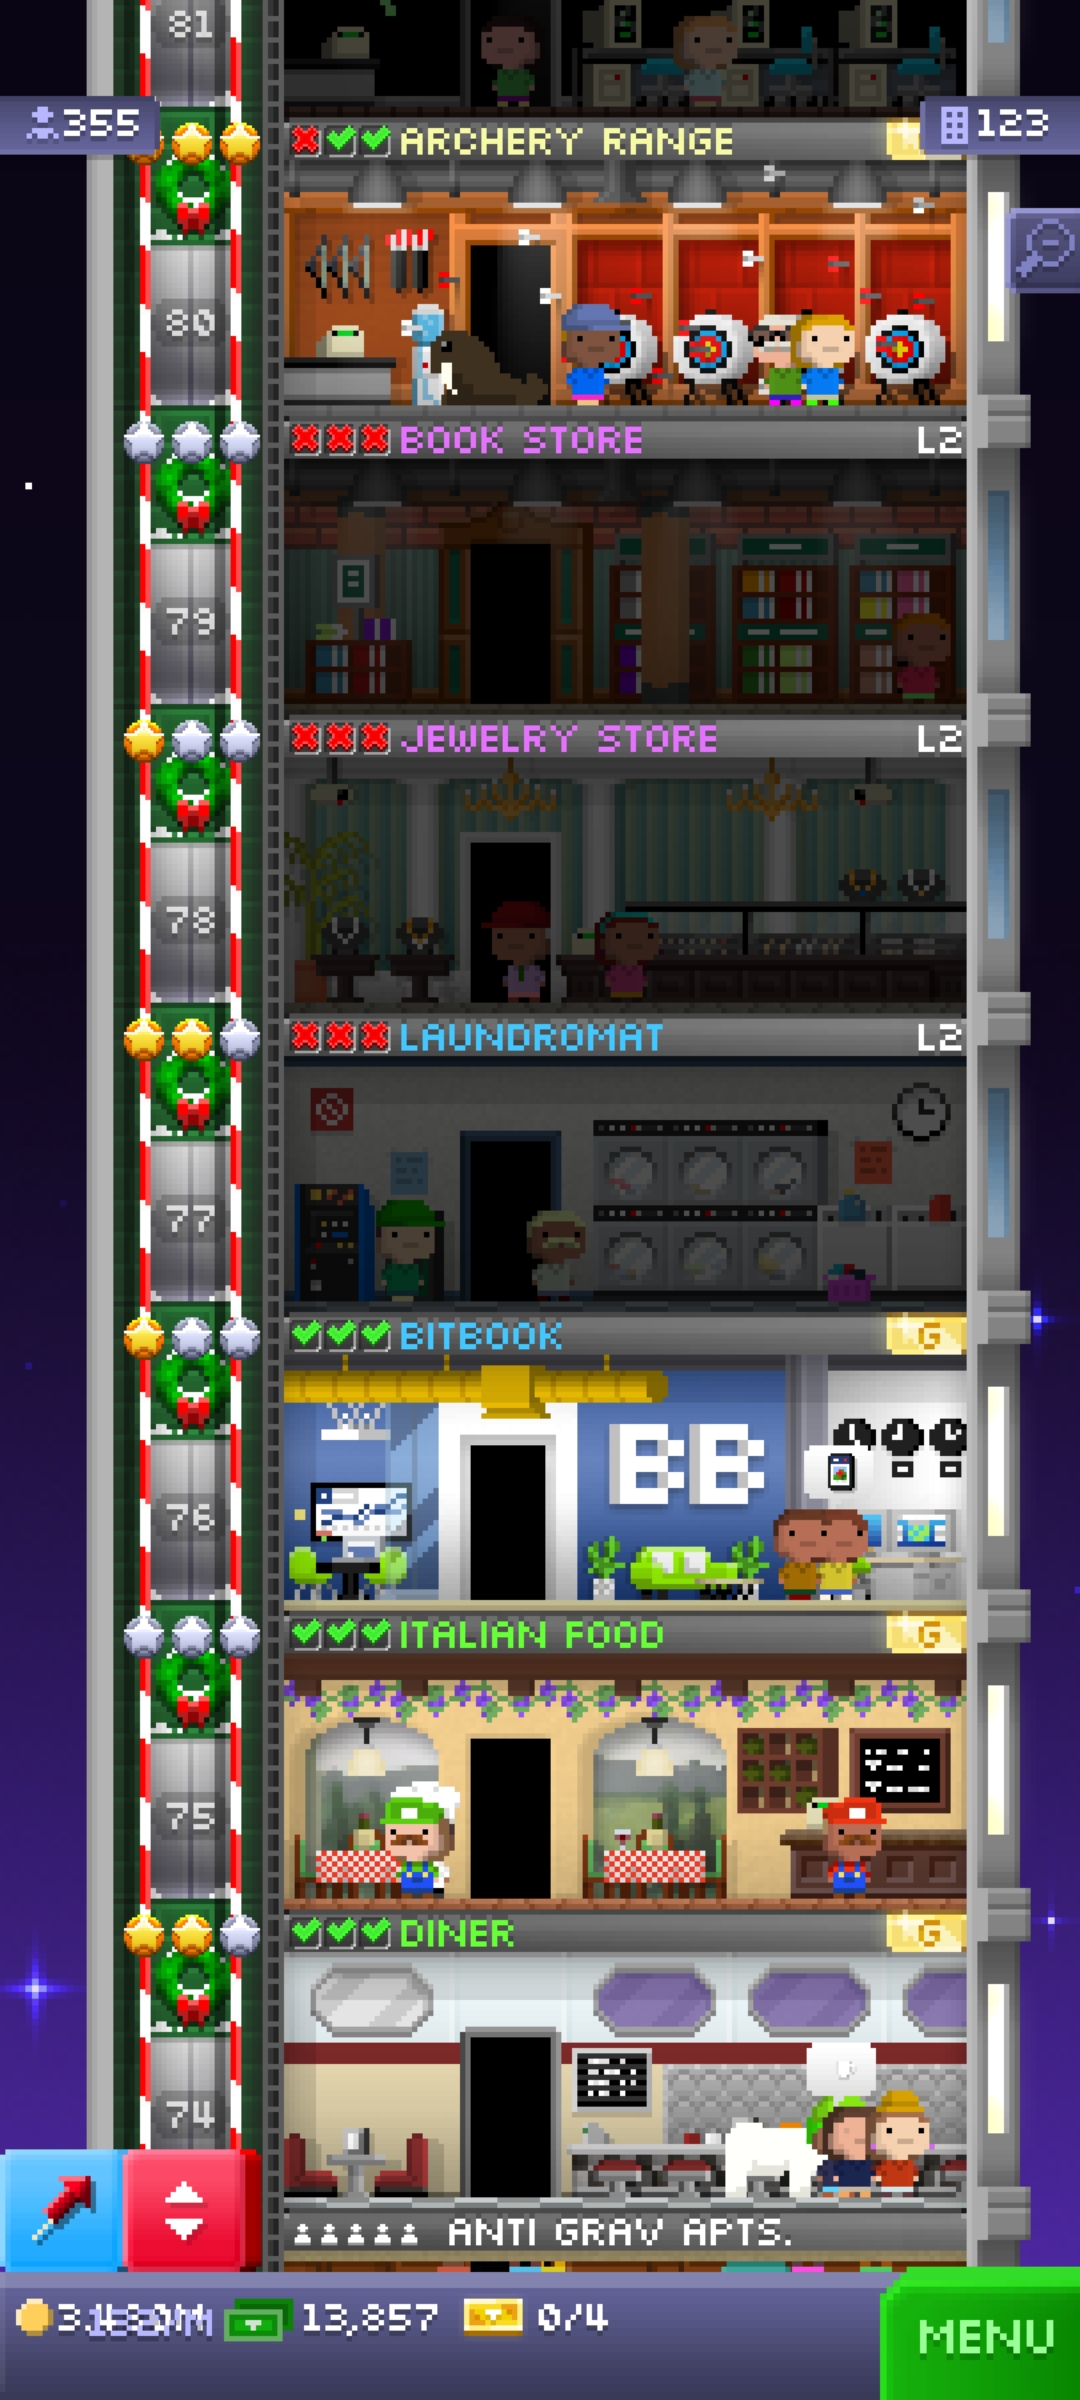 81
355
123
ARCHERY RANGE
80
BOOK STORE L2
79
JEWELRY STORE L2
78
LAUNDROMAT L2
77
BITBOOK G
BB
76
ITALIAN FOOD G
75
DINER G
74
ANTI GRAV APTS.
13,857
0/4
MENU